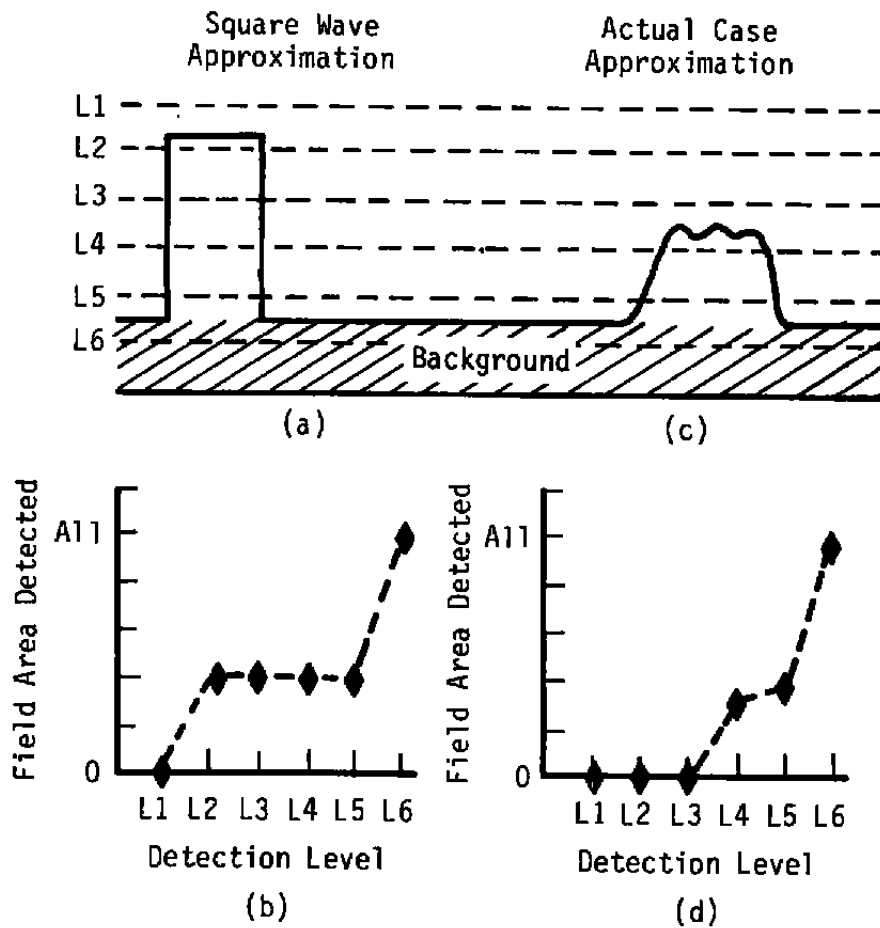 Square Wave
Approximation
Actual Case
Approximation
L1
L2
L3
L4
L5
L6
Background
(a)
(c)
Field Area Detected
All
0
L1 L2 L3 L4 L5 L6
Detection Level
(b)
Field Area Detected
All
0
L1 L2 L3 L4 L5 L6
Detection Level
(d)